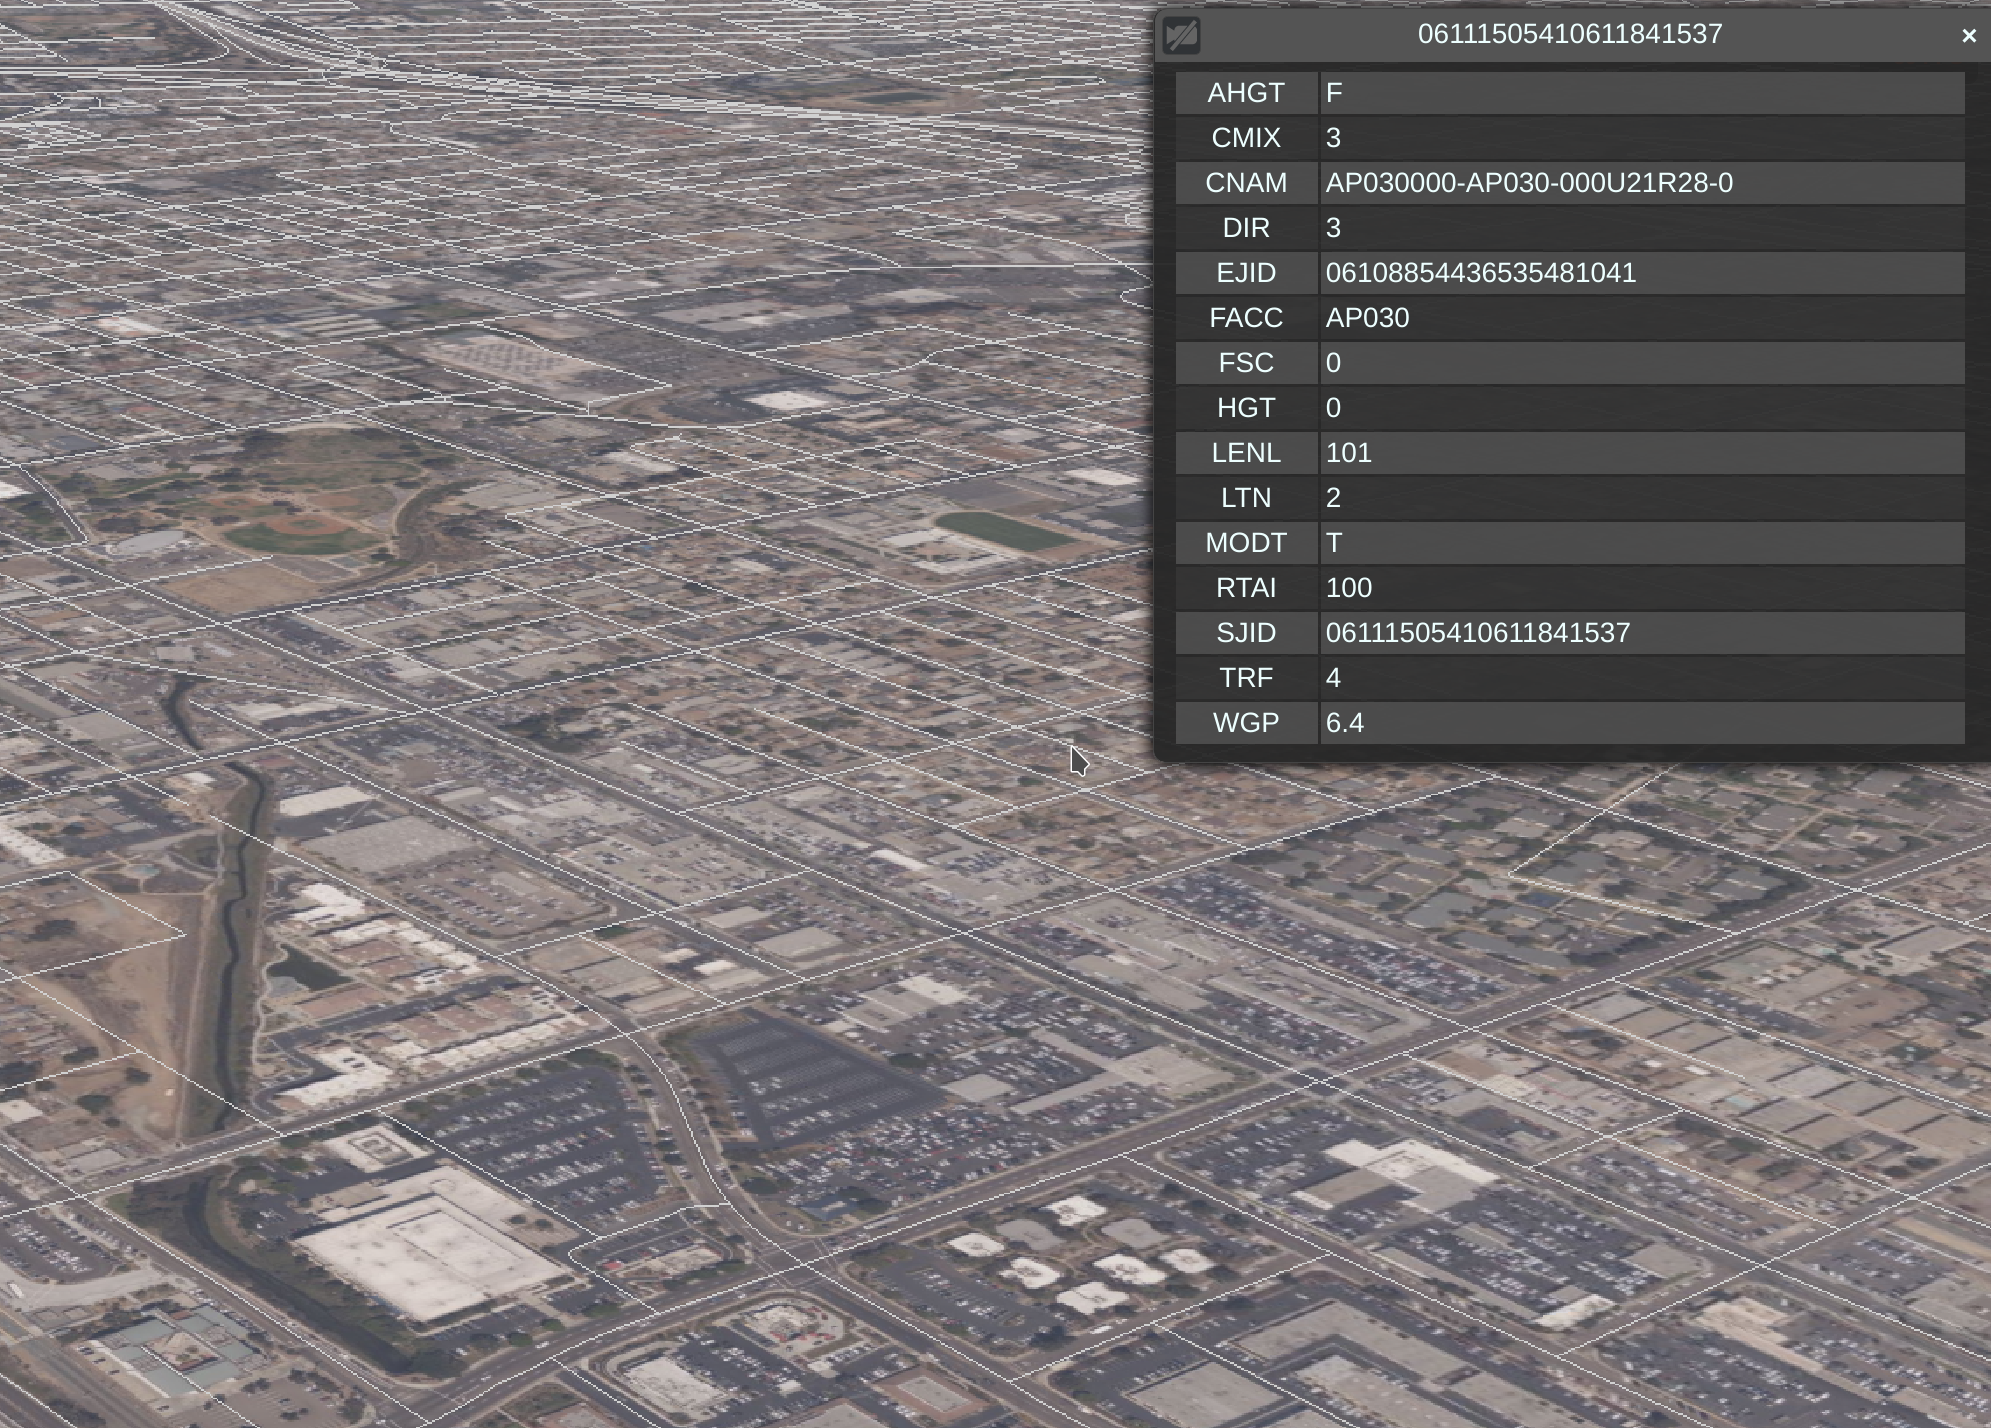 06111505410611841537 ×
AHGT F
CMIX 3
CNAM AP030000-AP030-000U21R28-0
DIR 3
EJID 06108854436535481041
FACC AP030
FSC 0
HGT 0
LENL 101
LTN 2
MODT T
RTAI 100
SJID 06111505410611841537
TRF 4
WGP 6.4